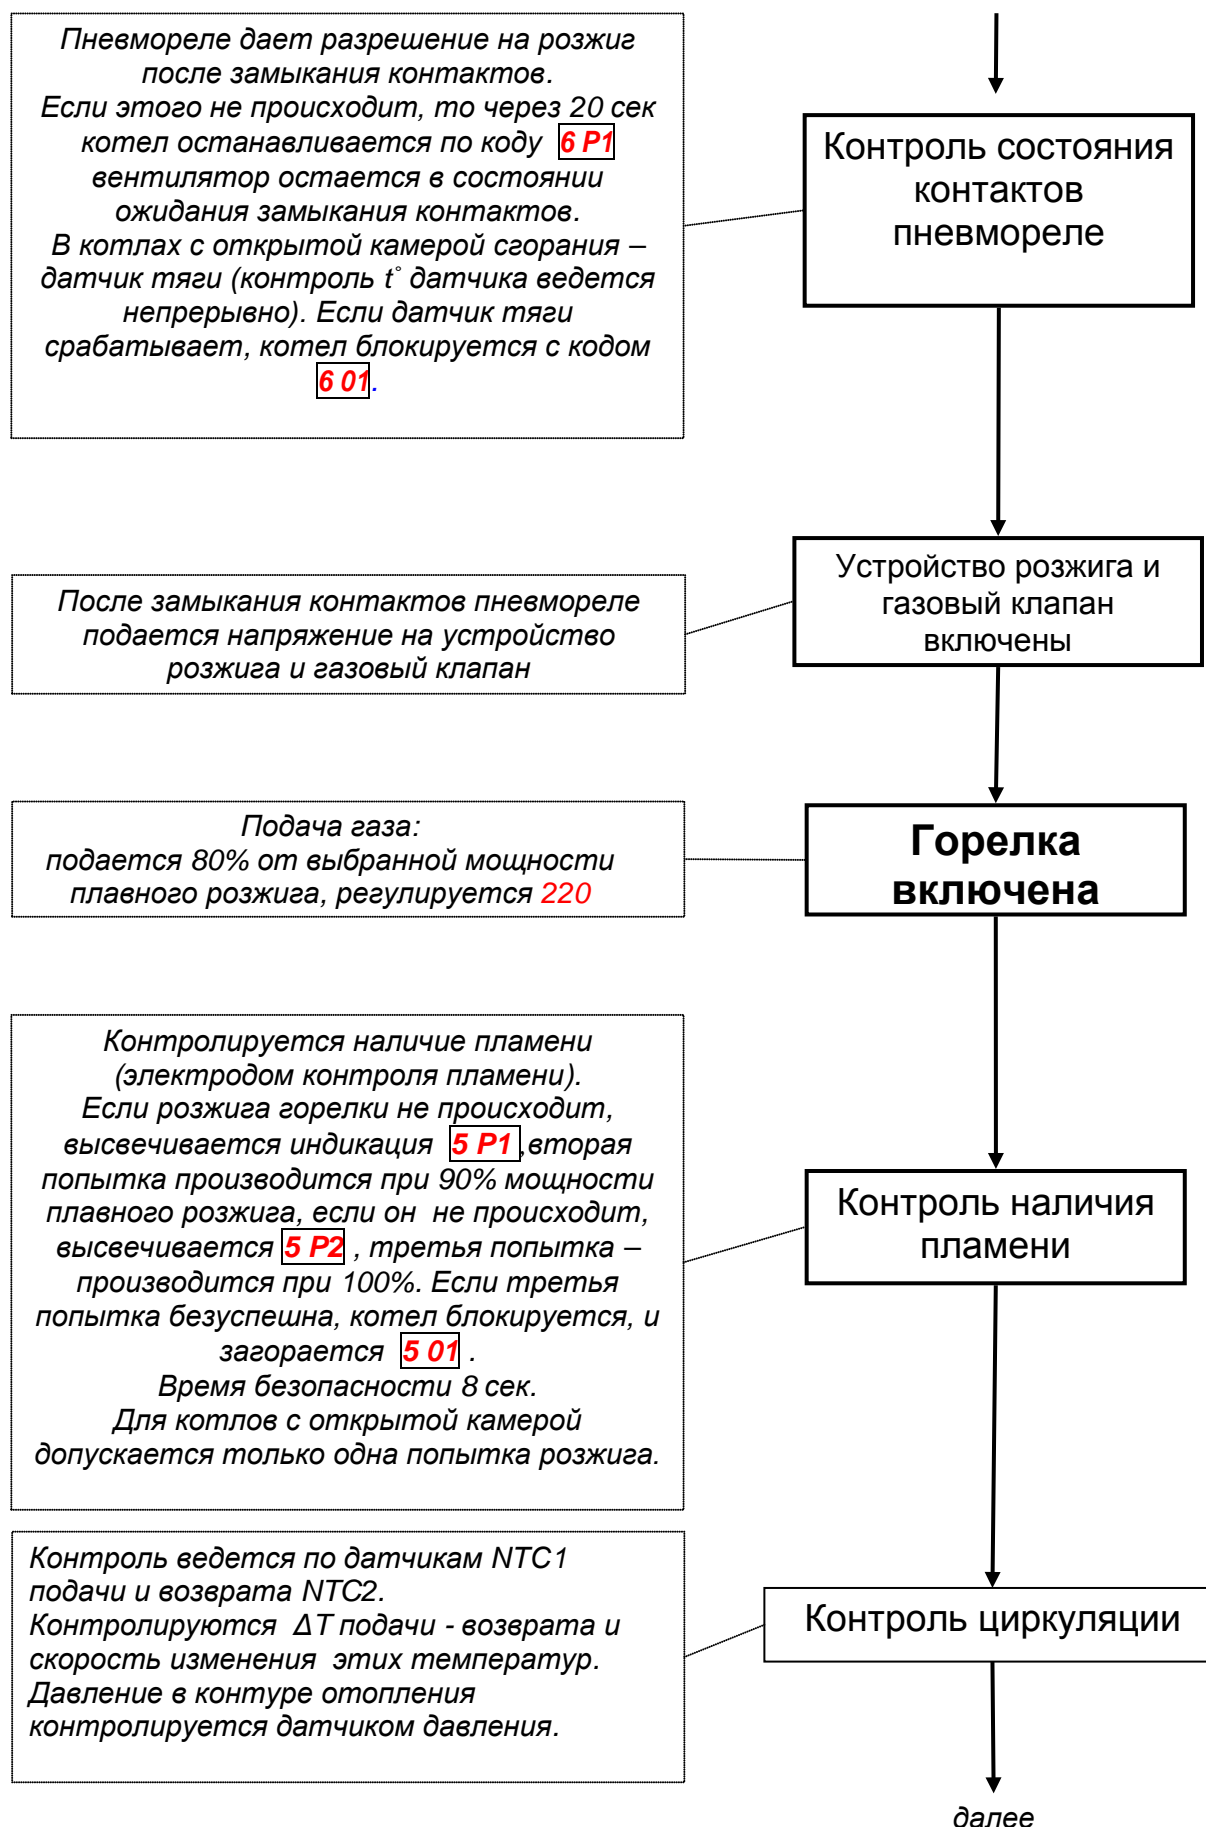 Пневмореле дает разрешение на розжиг
после замыкания контактов.
Если этого не происходит, то через 20 сек
котел останавливается по коду 6 P1
вентилятор остается в состоянии
ожидания замыкания контактов.
В котлах с открытой камерой сгорания –
датчик тяги (контроль t° датчика ведется
непрерывно). Если датчик тяги
срабатывает, котел блокируется с кодом
6 01.
Контроль состояния
контактов
пневмореле
После замыкания контактов пневмореле
подается напряжение на устройство
розжига и газовый клапан
Устройство розжига и
газовый клапан
включены
Подача газа:
подается 80% от выбранной мощности
плавного розжига, регулируется 220
Горелка
включена
Контролируется наличие пламени
(электродом контроля пламени).
Если розжига горелки не происходит,
высвечивается индикация 5 P1 ,вторая
попытка производится при 90% мощности
плавного розжига, если он не происходит,
высвечивается 5 P2 , третья попытка –
производится при 100%. Если третья
попытка безуспешна, котел блокируется, и
загорается 5 01 .
Время безопасности 8 сек.
Для котлов с открытой камерой
допускается только одна попытка розжига.
Контроль наличия
пламени
Контроль ведется по датчикам NTC1
подачи и возврата NTC2.
Контролируются ΔT подачи - возврата и
скорость изменения этих температур.
Давление в контуре отопления
контролируется датчиком давления.
Контроль циркуляции
далее